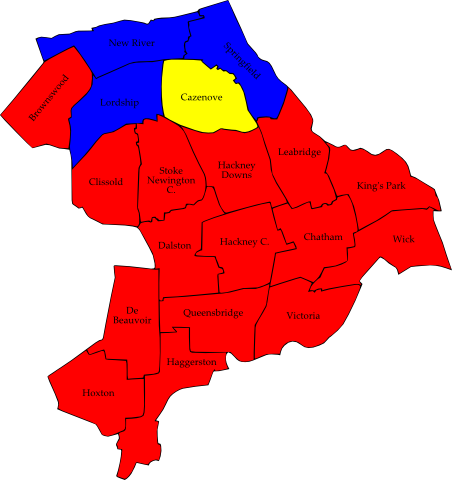 New River
Springfield
Brownswood
Lordship
Cazenove
Leabridge
Hackney
Downs
Stoke
Newington
C.
Clissold
King's Park
Chatham
Wick
Hackney C.
Dalston
De
Beauvoir
Queensbridge
Victoria
Haggerston
Hoxton